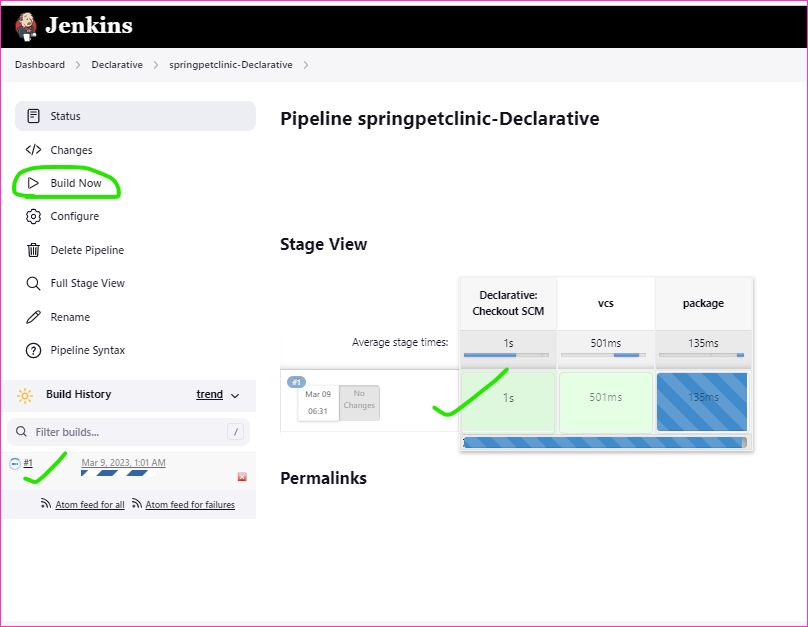 Jenkins
Dashboard > Declarative > springpetclinic-Declarative >
Status
Changes
Build Now
Configure
Delete Pipeline
Full Stage View
Rename
Pipeline Syntax
Build History trend
Filter builds... /
#1 Mar 9, 2023, 1:01 AM
Atom feed for all Atom feed for failures
Pipeline springpetclinic-Declarative
Stage View
Declarative: Checkout SCM
vcs
package
Average stage times: 1s 501ms 135ms
#1
Mar 09
06:31
No
Changes
1s 501ms 135ms
Permalinks